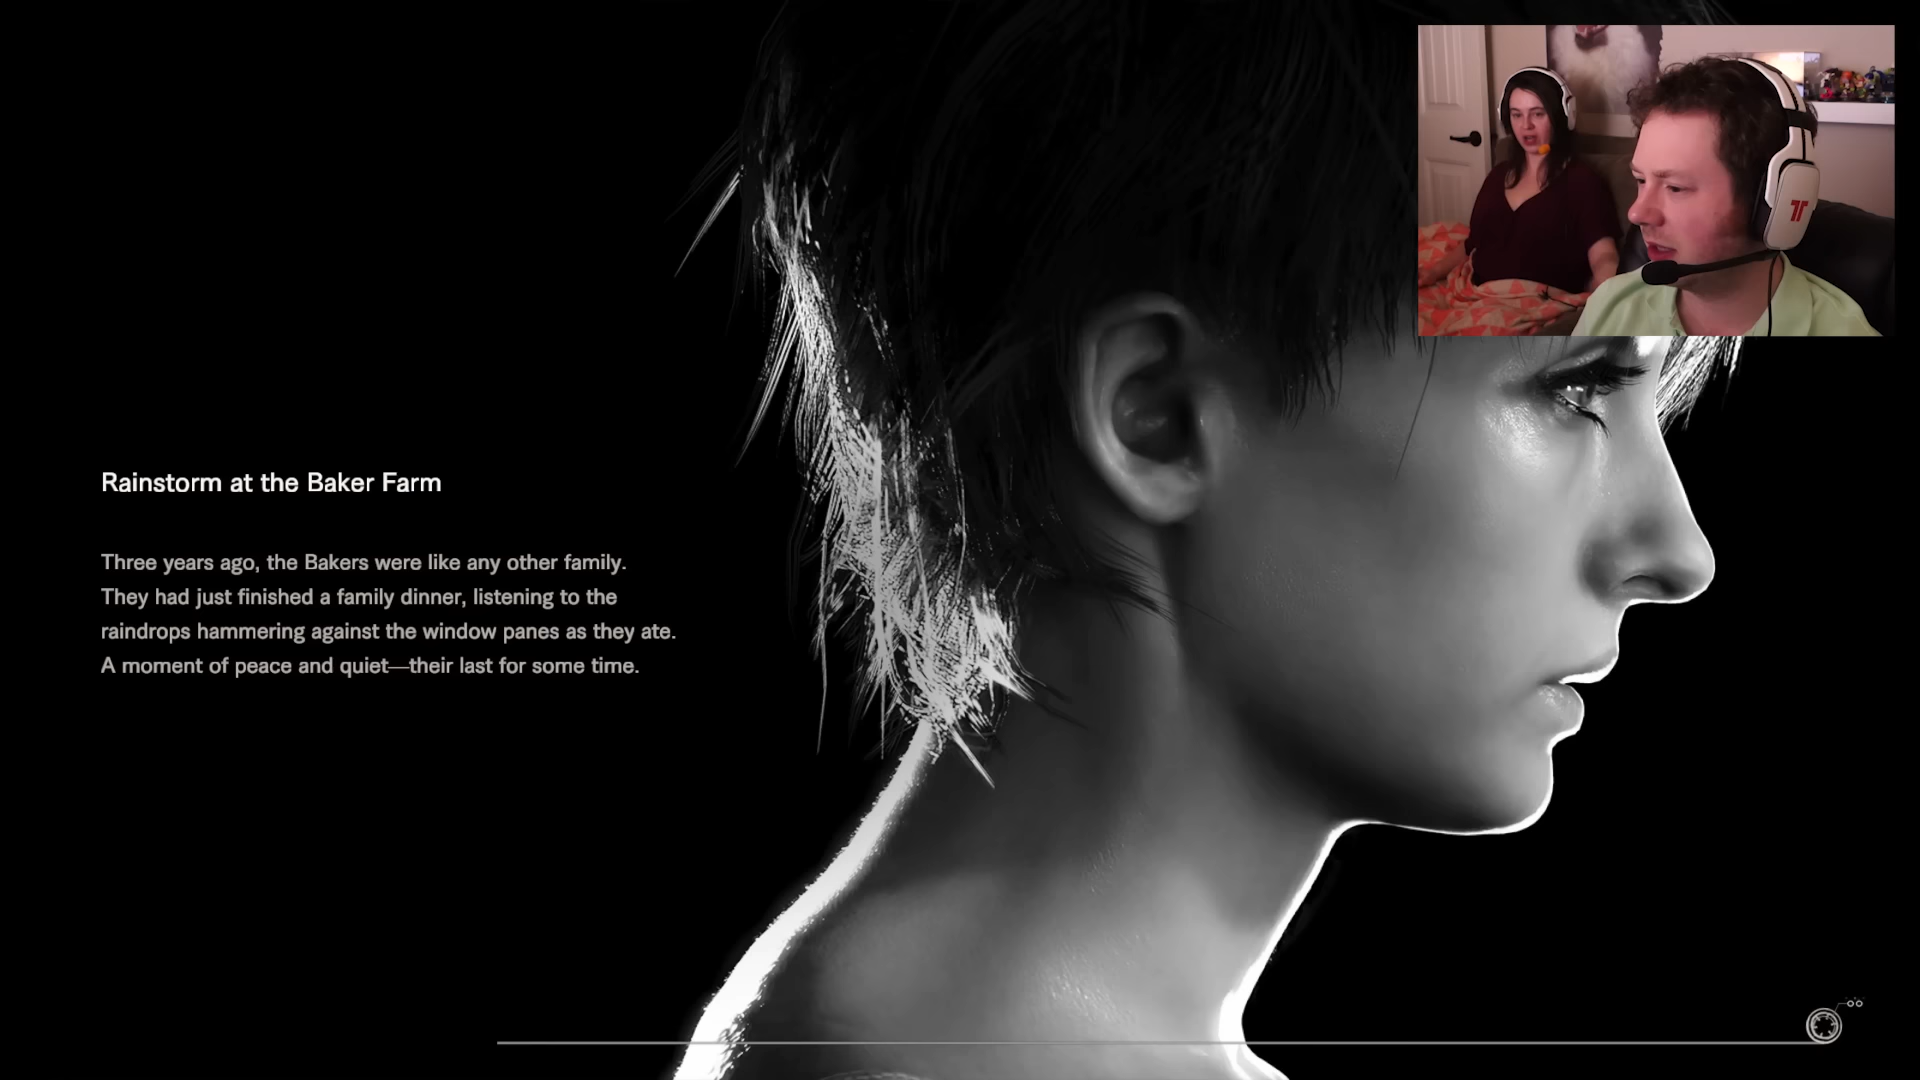 Rainstorm at the Baker Farm
Three years ago, the Bakers were like any other family.
They had just finished a family dinner, listening to the
raindrops hammering against the window panes as they ate.
A moment of peace and quiet—their last for some time.